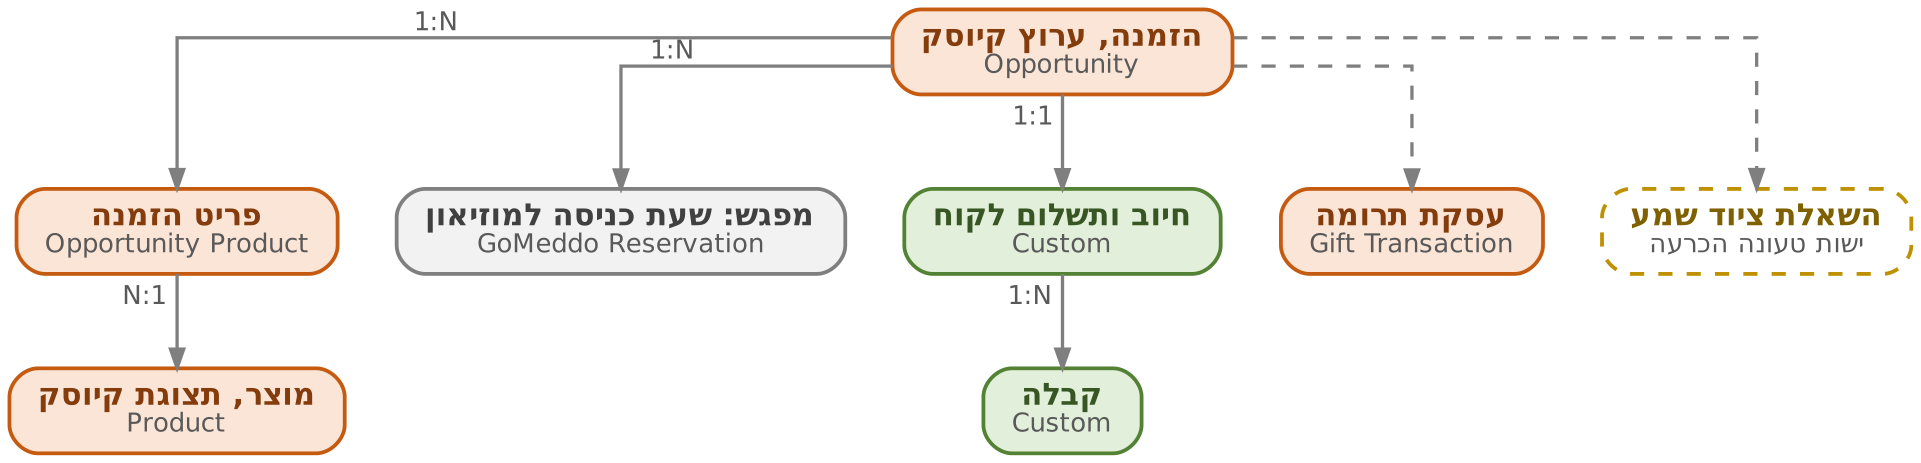 הזמנה, ערוץ קיוסק
Opportunity
1:N
1:N
1:1
פריט הזמנה
Opportunity Product
מפגש: שעת כניסה למוזיאון
GoMeddo Reservation
חיוב ותשלום לקוח
Custom
עסקת תרומה
Gift Transaction
השאלת ציוד שמע
ישות טעונה הכרעה
N:1
1:N
מוצר, תצוגת קיוסק
Product
קבלה
Custom